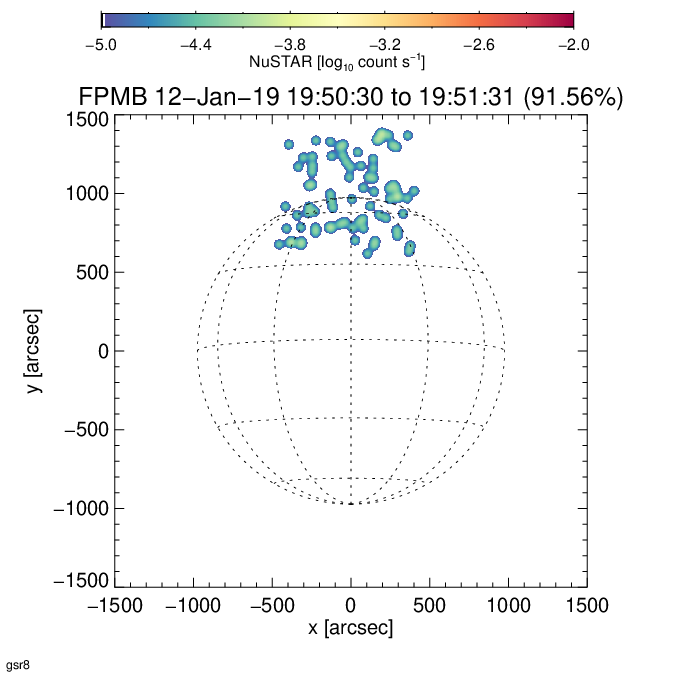 −5.0 −4.4 −3.8 −3.2 −2.6 −2.0
NuSTAR [log10 count s−1]
FPMB 12−Jan−19 19:50:30 to 19:51:31 (91.56%)
1500
1000
500
0
−500
−1000
−1500
y [arcsec]
−1500 −1000 −500 0 500 1000 1500
x [arcsec]
gsr8